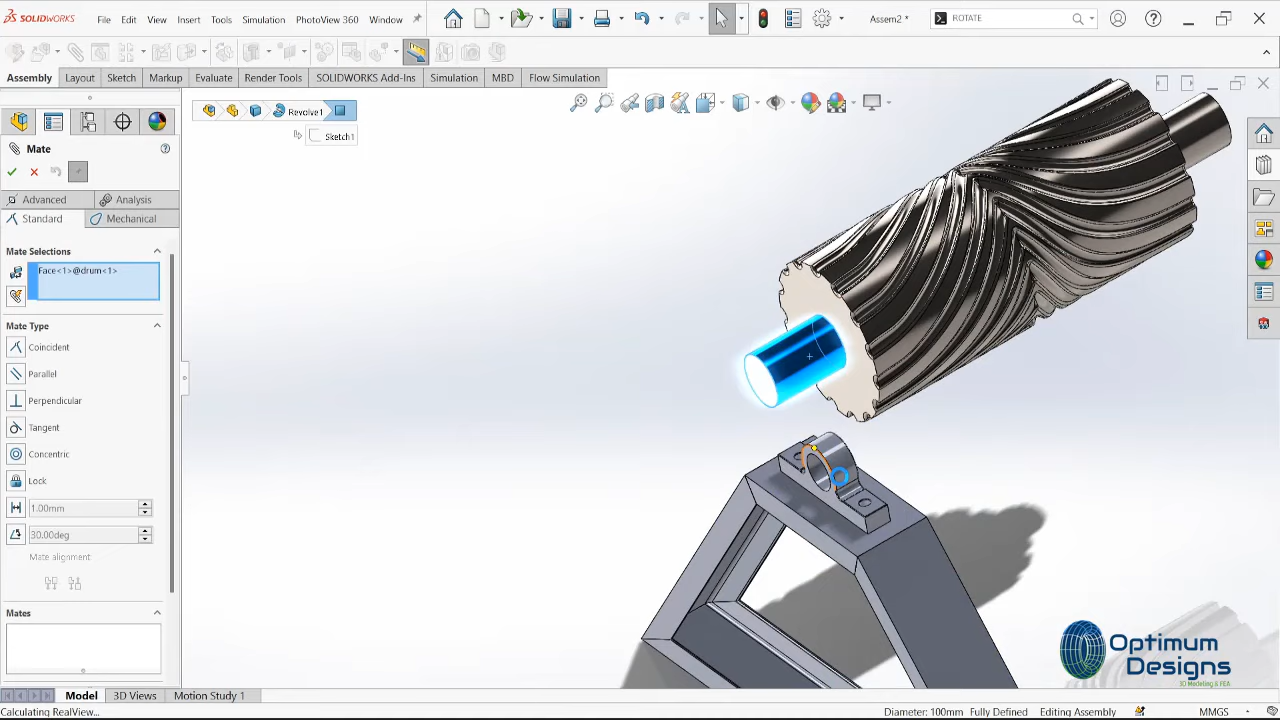 SOLIDWORKS File Edit View Insert Tools Simulation PhotoView 360 Window Assem2 * ROTATE
Assembly Layout Sketch Markup Evaluate Render Tools SOLIDWORKS Add-Ins Simulation MBD Flow Simulation
Revolve1
Sketch1
Mate
Advanced Analysis
Standard Mechanical
Mate Selections
Face<1>@drum<1>
Mate Type
Coincident
Parallel
Perpendicular
Tangent
Concentric
Lock
1.00mm
30.00deg
Mate alignment:
Mates
Optimum
Designs
3D Modeling & FEA
Model 3D Views Motion Study 1
Calculating RealView... Diameter: 100mm Fully Defined Editing Assembly MMGS